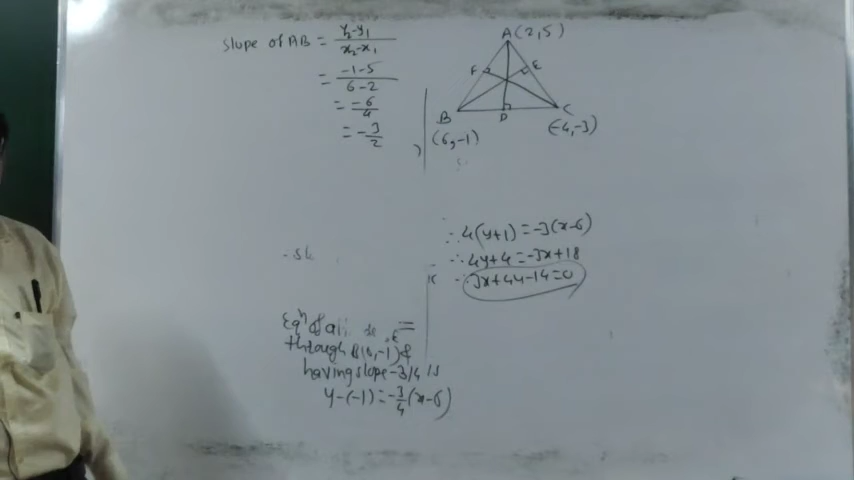 slope of AB = y₂-y₁ / x₂-x₁
= -1-5 / 6-2
= -6/4
= -3/2
A(2,5)
F
E
B
D
C
(6,-1)
(-4,-3)
∴ 4(y+1) = -3(x-6)
∴ 4y+4 = -3x+18
∴ 3x+4y-14=0
Eqⁿ of al
through B(6,-1) &
having slope -3/4 is
y-(-1) = -3/4 (x-6)